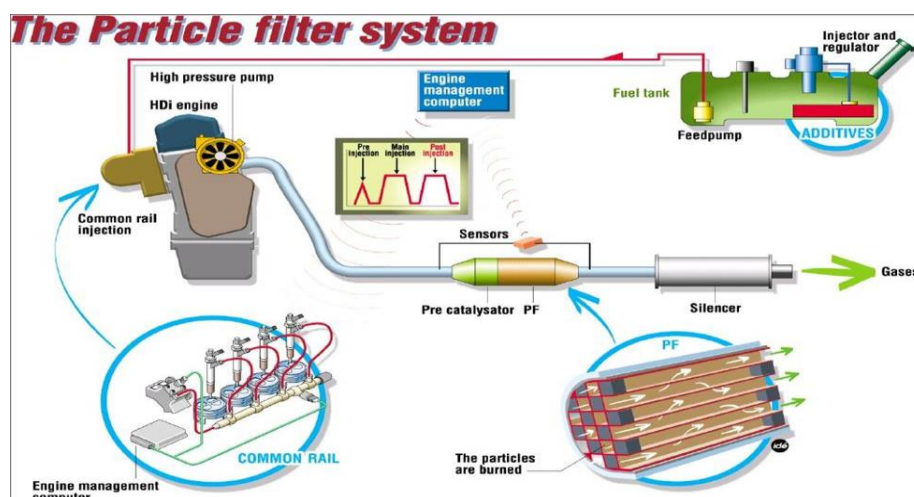 The Particle filter system
High pressure pump
HDi engine
Engine
management
computer
Injector and
regulator
Fuel tank
Feedpump
ADDITIVES
Pre
injection
Main
injection
Post
injection
Common rail
injection
Sensors
Gases
Pre catalysator
PF
Silencer
PF
COMMON RAIL
The particles
are burned
idé
Engine management
computer